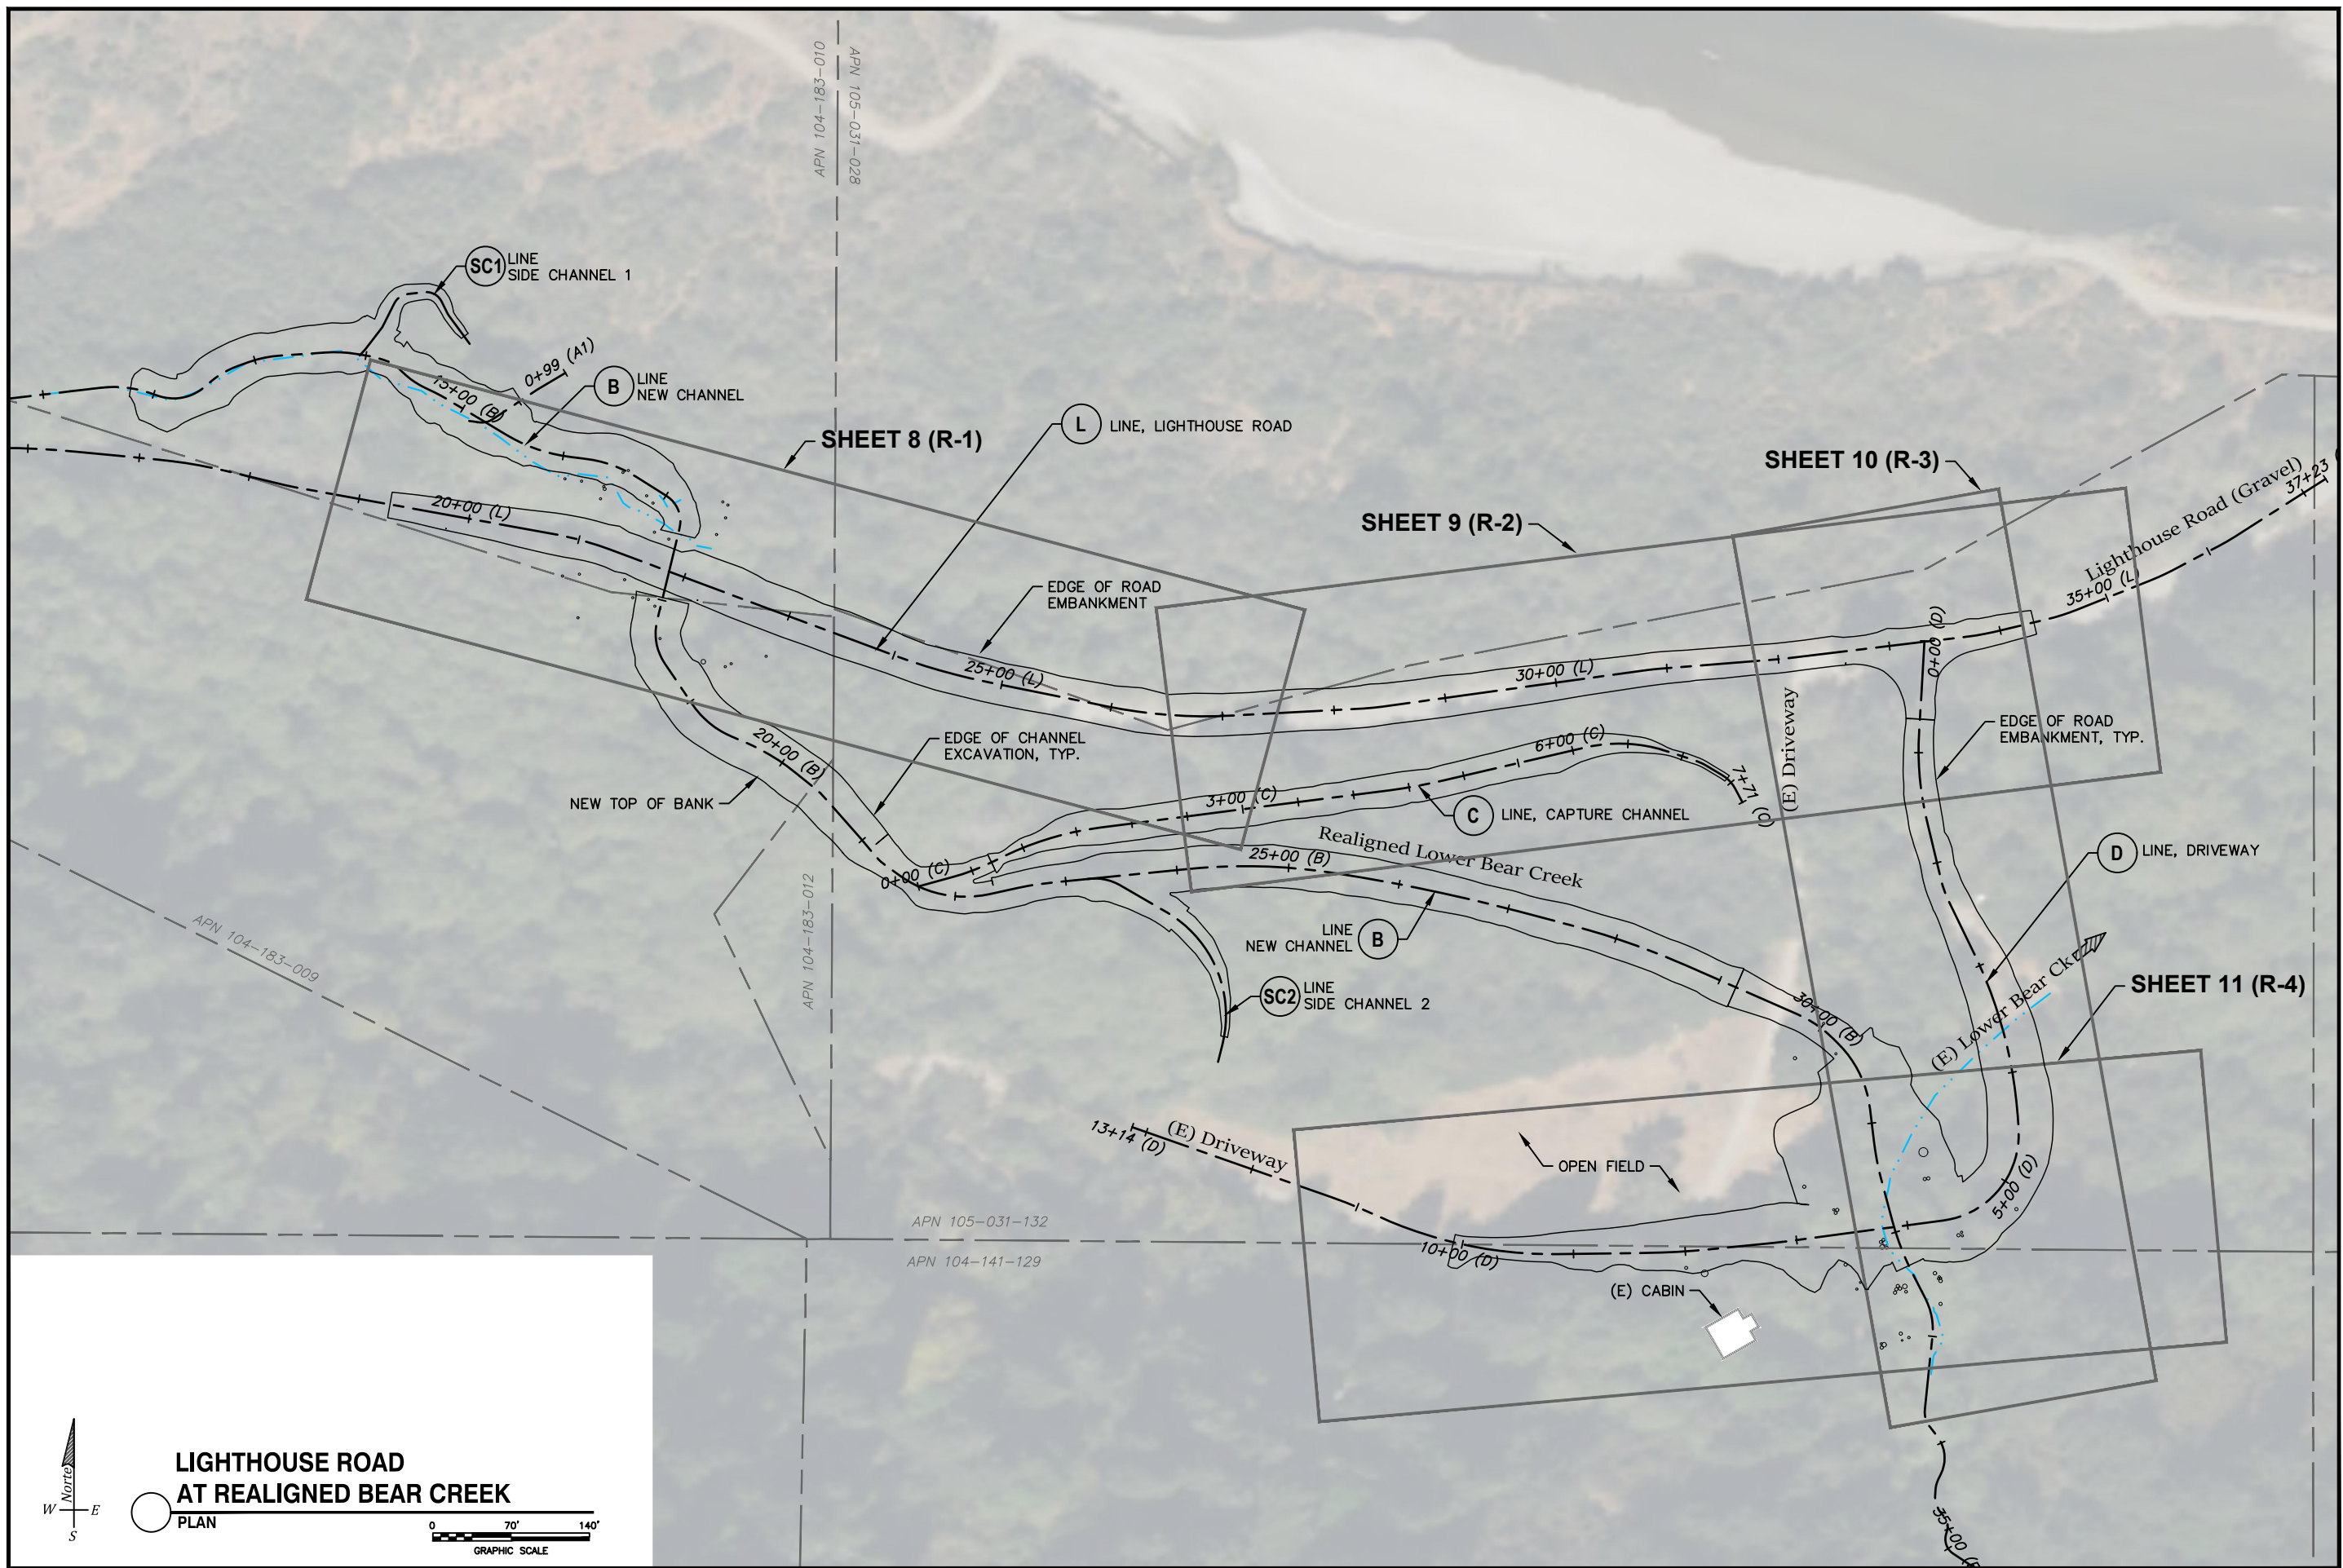 APN 104-183-010
APN 105-031-028
SC1
LINE
SIDE CHANNEL 1
0+99 (A1)
B
LINE
NEW CHANNEL
15+00 (B)
SHEET 8 (R-1)
L
LINE, LIGHTHOUSE ROAD
SHEET 10 (R-3)
SHEET 9 (R-2)
Lighthouse Road (Gravel)
37+23
20+00 (L)
35+00 (L)
EDGE OF ROAD
EMBANKMENT
0+00 (D)
25+00 (L)
30+00 (L)
(E) Driveway
EDGE OF ROAD
EMBANKMENT, TYP.
EDGE OF CHANNEL
EXCAVATION, TYP.
20+00 (B)
6+00 (C)
7+71 (C)
NEW TOP OF BANK
3+00 (C)
C
LINE, CAPTURE CHANNEL
Realigned Lower Bear Creek
25+00 (B)
0+00 (C)
D
LINE, DRIVEWAY
APN 104-183-009
APN 104-183-012
LINE
NEW CHANNEL
B
SC2
LINE
SIDE CHANNEL 2
30+00 (B)
(E) Lower Bear Ck
SHEET 11 (R-4)
13+14 (D)
(E) Driveway
OPEN FIELD
5+00 (D)
APN 105-031-132
APN 104-141-129
10+00 (D)
(E) CABIN
35+00
Norte
W
E
S
LIGHTHOUSE ROAD
AT REALIGNED BEAR CREEK
PLAN
0
70'
140'
GRAPHIC SCALE